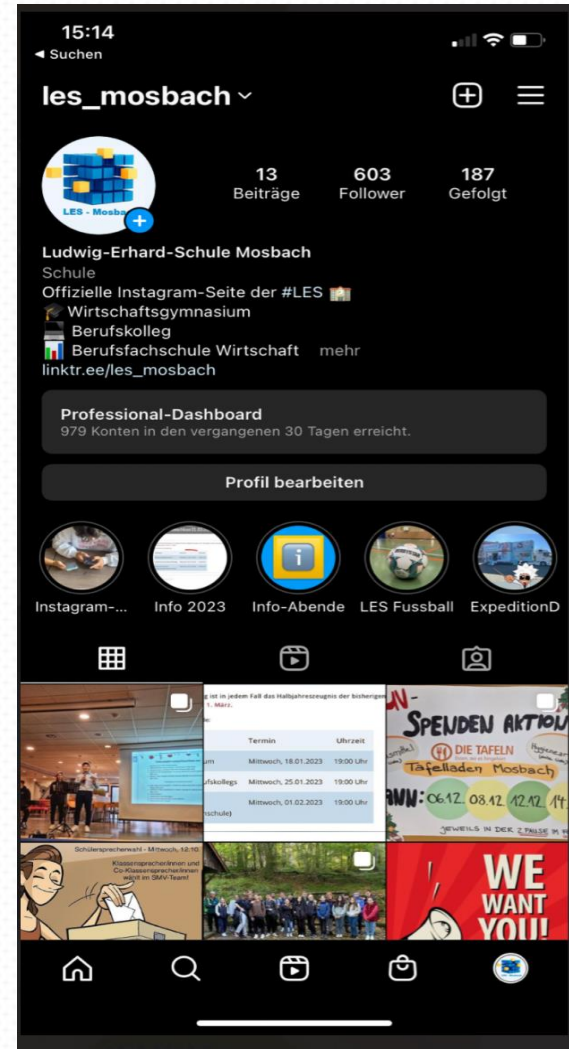 15:14
◄ Suchen
les_mosbach
13 603 187
Beiträge Follower Gefolgt
LES - Mosba
Ludwig-Erhard-Schule Mosbach
Schule
Offizielle Instagram-Seite der #LES
Wirtschaftsgymnasium
Berufskolleg
Berufsfachschule Wirtschaft mehr
linktr.ee/les_mosbach
Professional-Dashboard
979 Konten in den vergangenen 30 Tagen erreicht.
Profil bearbeiten
Instagram-... Info 2023 Info-Abende LES Fussball ExpeditionD
g ist in jedem Fall das Halbjahreszeugnis der bisherigen
1. März.
Termin Uhrzeit
um Mittwoch, 18.01.2023 19:00 Uhr
ufskollegs Mittwoch, 25.01.2023 19:00 Uhr
Mittwoch, 01.02.2023 19:00 Uhr
schule)
SPENDEN AKTION
DIE TAFELN
Tafelladen Mosbach
06.12. 08.12. 12.12. 14.
JEWEILS IN DER 2. PAUSE IM
Schülersprecherwahl - Mittwoch, 12.10.
Klassensprecher/innen und
Co-Klassensprecher/innen
wählt im SMV-Team!
WE
WANT
YOU!